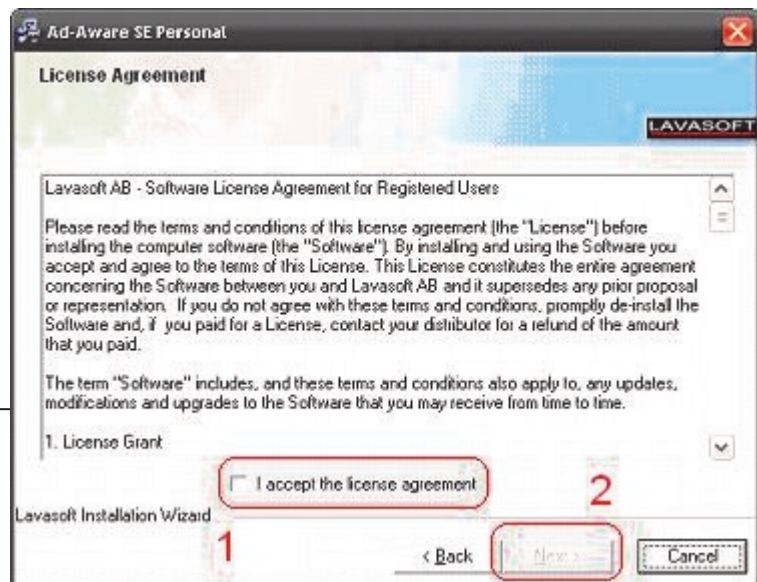 Ad-Aware SE Personal
License Agreement
LAVASOFT
Lavasoft AB - Software License Agreement for Registered Users
Please read the terms and conditions of this license agreement (the "License") before
installing the computer software (the "Software"). By installing and using the Software you
accept and agree to the terms of this License. This License constitutes the entire agreement
concerning the Software between you and Lavasoft AB and it supersedes any prior proposal
or representation. If you do not agree with these terms and conditions, promptly de-install the
Software and, if you paid for a License, contact your distributor for a refund of the amount
that you paid.
The term "Software" includes, and these terms and conditions also apply to, any updates,
modifications and upgrades to the Software that you may receive from time to time.
1. License Grant
I accept the license agreement
2
Lavasoft Installation Wizard
1
< Back
Next >
Cancel